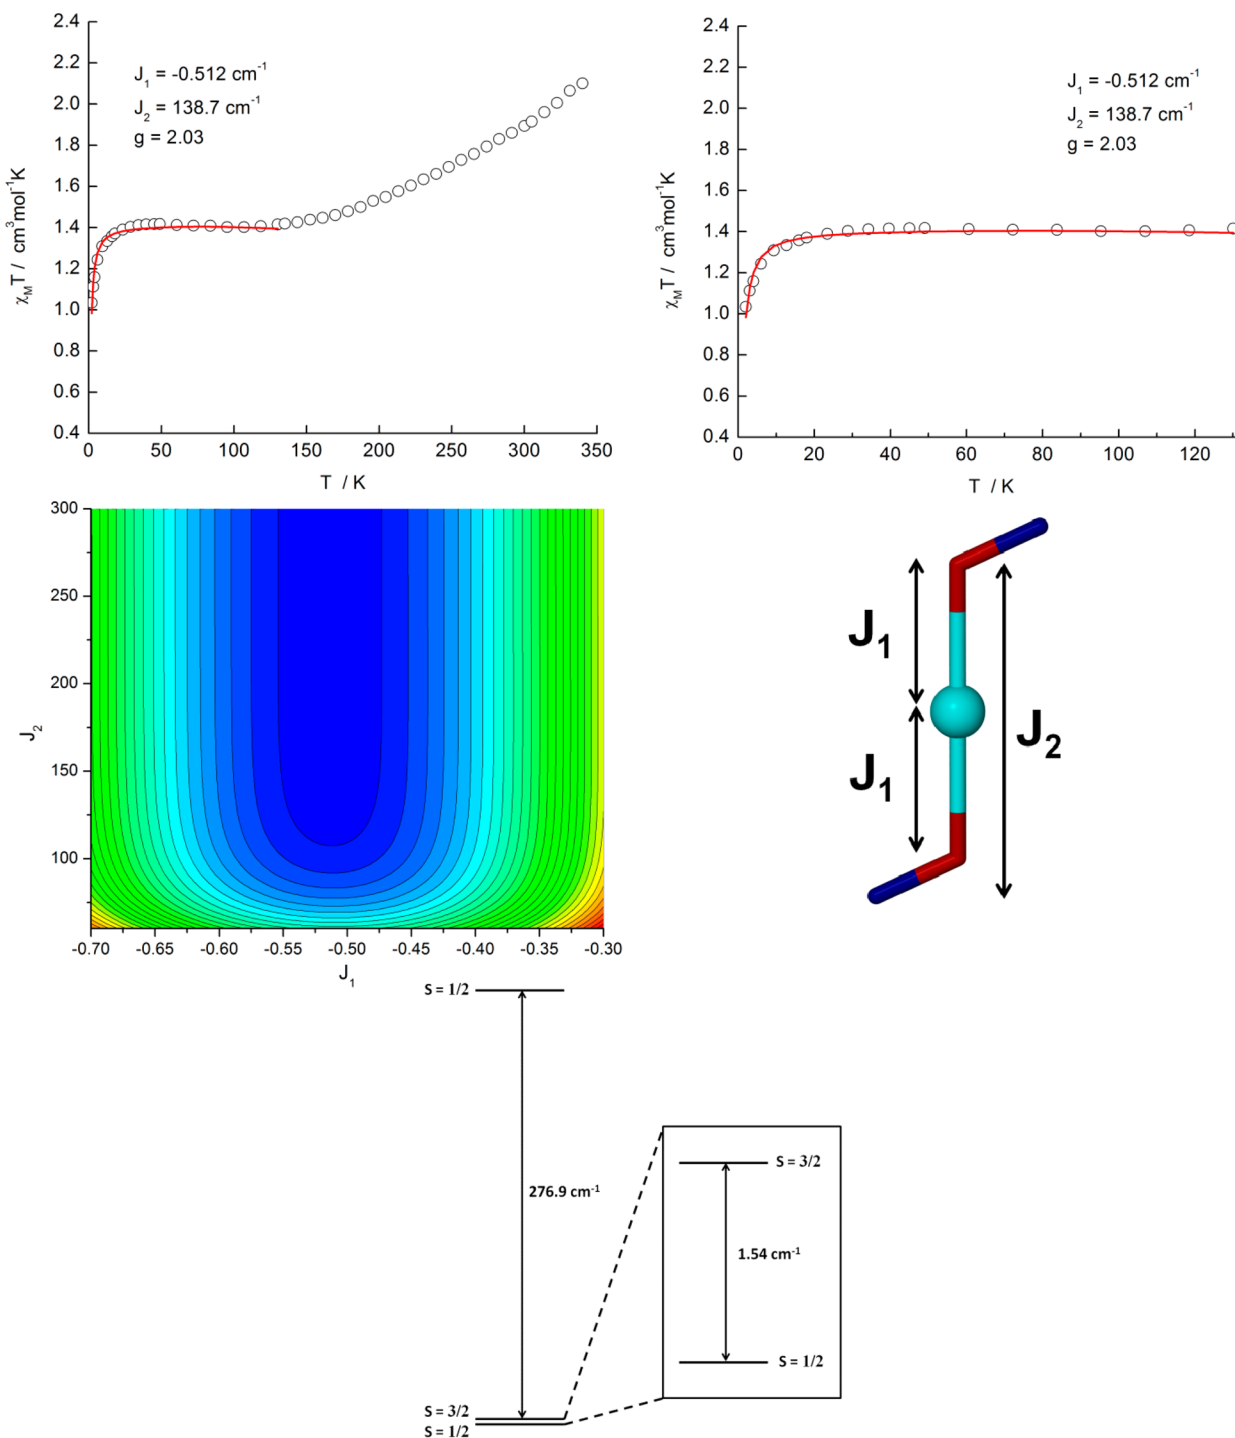 2.4
2.2
2.0
1.8
1.6
1.4
1.2
1.0
0.8
0.6
0.4
χMT / cm3mol-1K
J1 = -0.512 cm-1
J2 = 138.7 cm-1
g = 2.03
0 50 100 150 200 250 300 350
T / K
2.4
2.2
2.0
1.8
1.6
1.4
1.2
1.0
0.8
0.6
0.4
χMT / cm3mol-1K
J1 = -0.512 cm-1
J2 = 138.7 cm-1
g = 2.03
0 20 40 60 80 100 120
T / K
300
250
200
150
100
J2
-0.70 -0.65 -0.60 -0.55 -0.50 -0.45 -0.40 -0.35 -0.30
J1
J1
J1
J2
S = 1/2
276.9 cm-1
S = 3/2
S = 1/2
S = 3/2
1.54 cm-1
S = 1/2